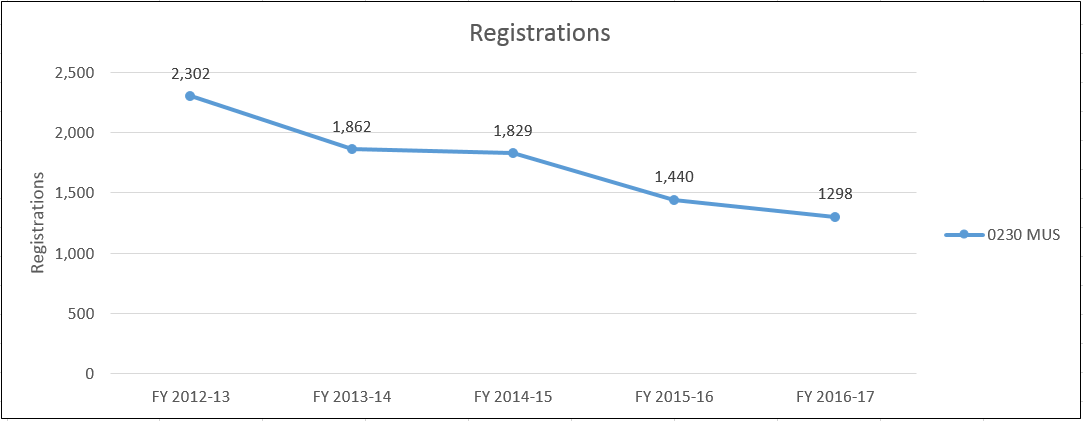 Registrations
2,500
2,000
1,500
1,000
500
0
Registrations
2,302
1,862
1,829
1,440
1298
FY 2012-13
FY 2013-14
FY 2014-15
FY 2015-16
FY 2016-17
0230 MUS